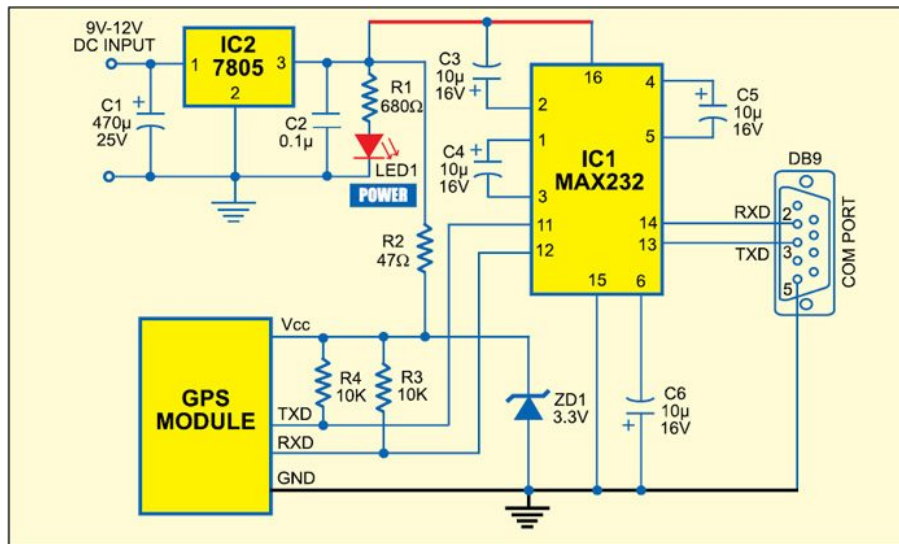 9V-12V
DC INPUT
1
IC2
7805
3
2
C1
470µ
25V
+
C2
0.1µ
R1
680Ω
LED1
POWER
R2
47Ω
C3
10µ
16V
+
C4
10µ
16V
+
16
2
1
3
11
12
IC1
MAX232
4
5
14
13
15
6
+
C5
10µ
16V
DB9
RXD
TXD
2
3
5
COM PORT
GPS
MODULE
Vcc
TXD
RXD
GND
R4
10K
R3
10K
ZD1
3.3V
C6
10µ
16V
+